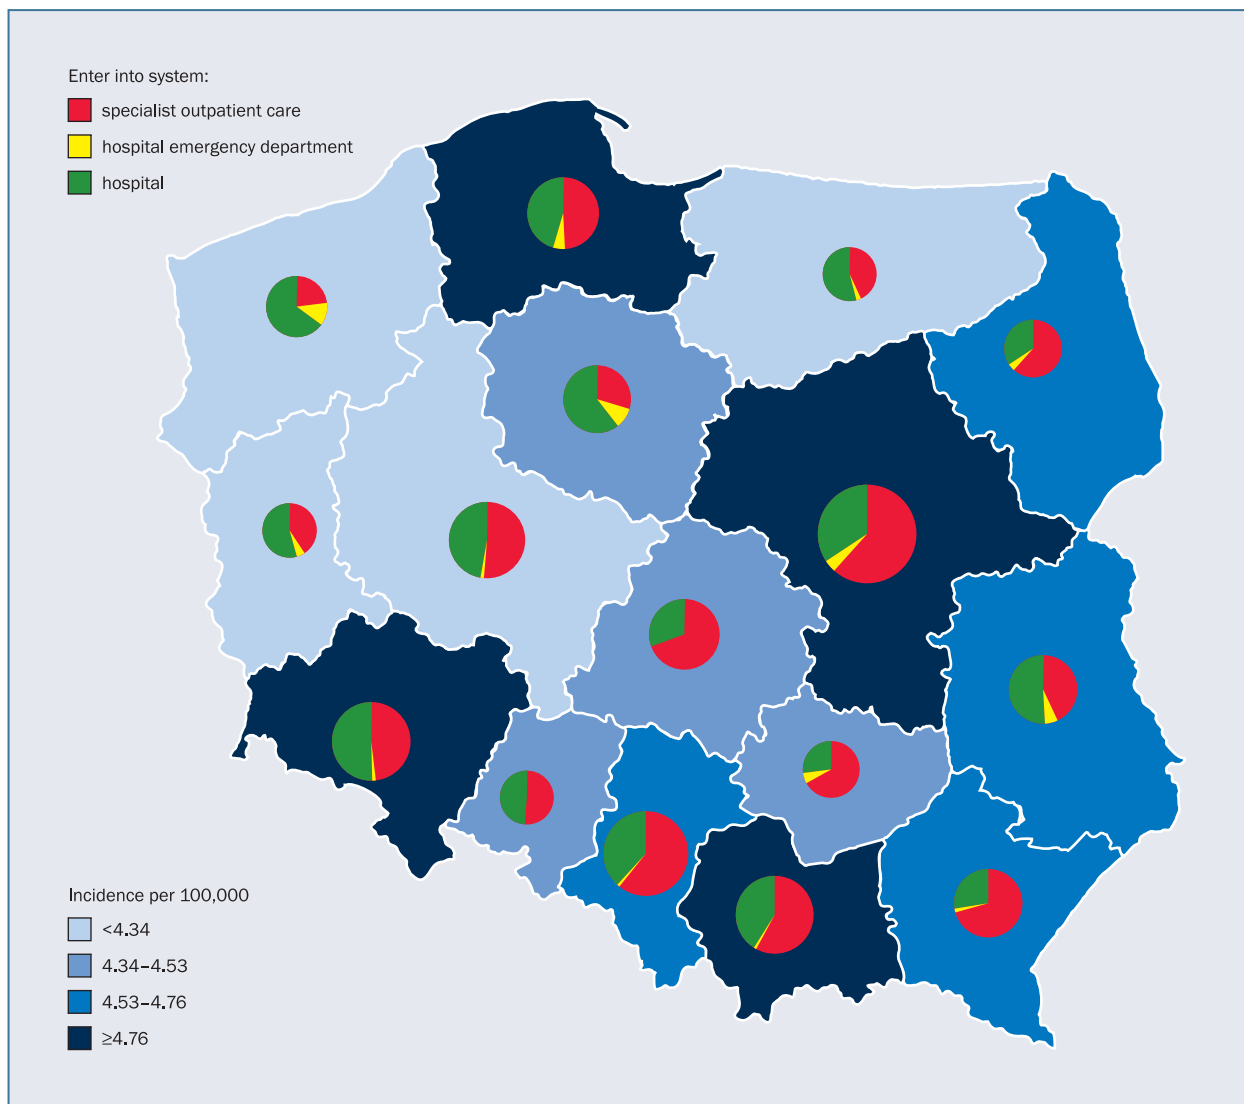 Enter into system:
specialist outpatient care
hospital emergency department
hospital
Incidence per 100,000
<4.34
4.34–4.53
4.53–4.76
≥4.76